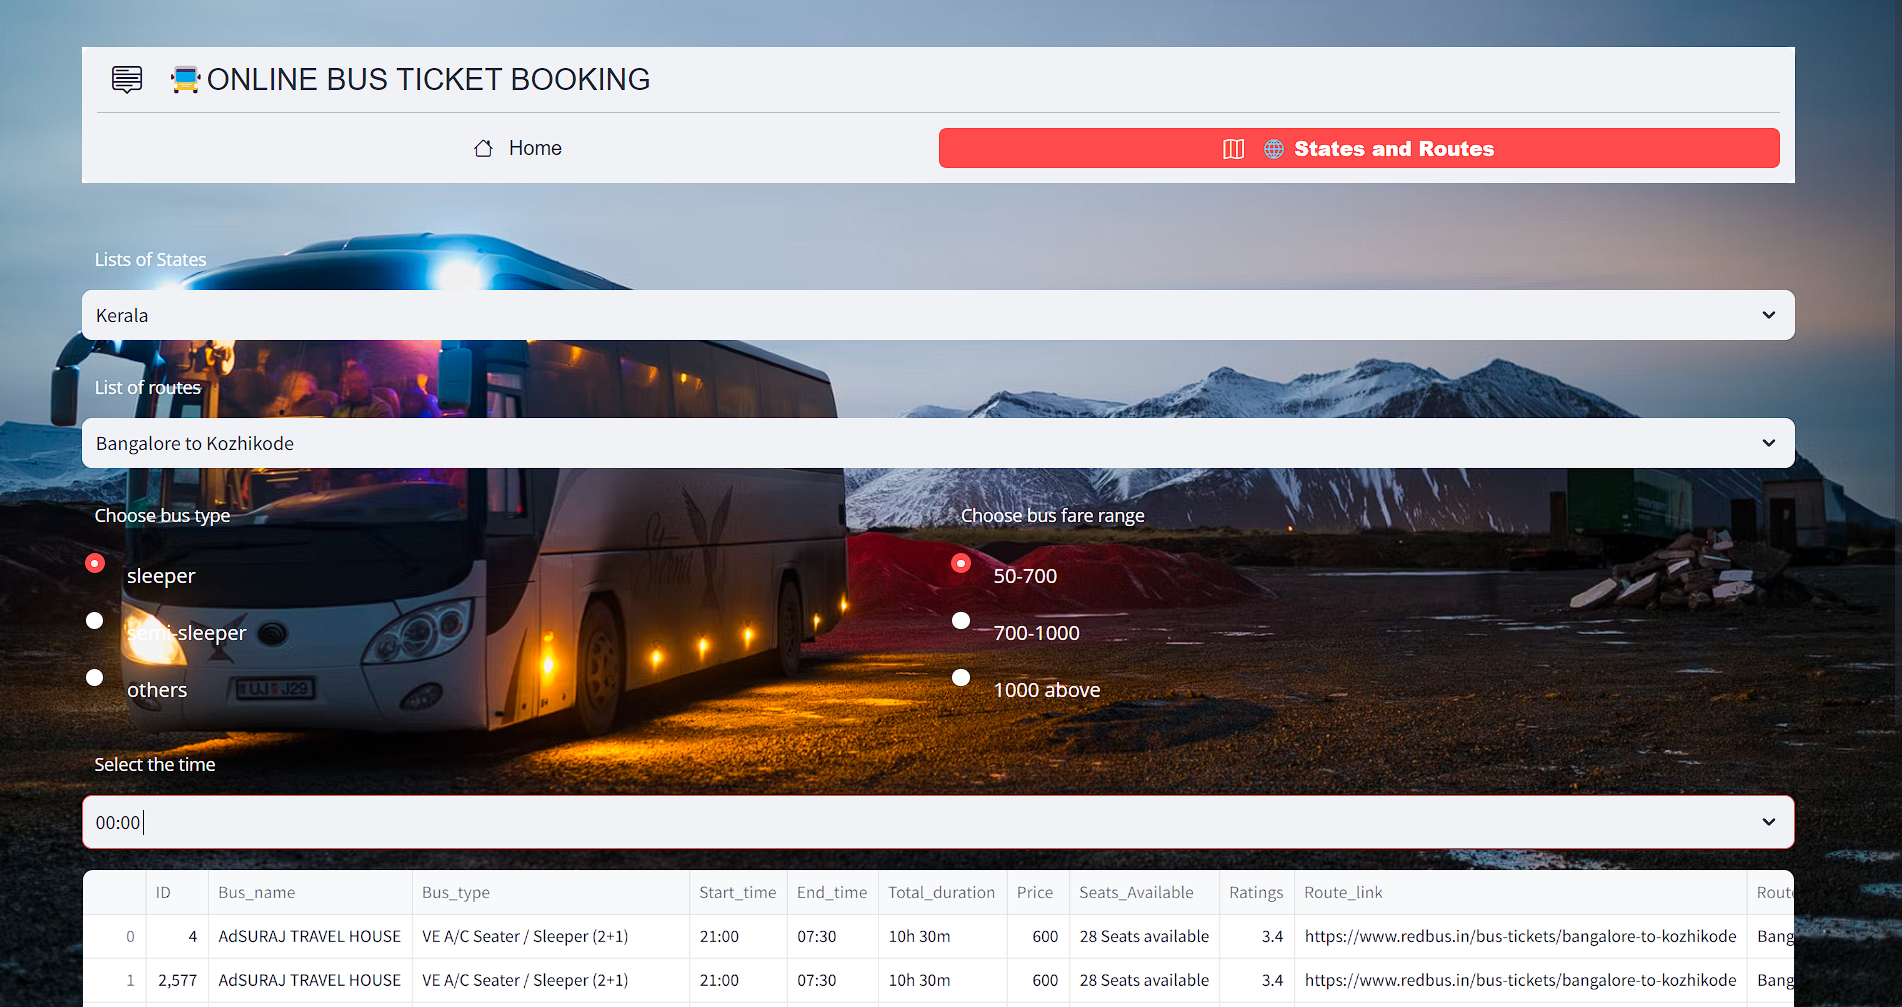 ONLINE BUS TICKET BOOKING
Home
States and Routes
Lists of States
Kerala
List of routes
Bangalore to Kozhikode
Choose bus type
Choose bus fare range
sleeper
50-700
semi-sleeper
700-1000
others
1000 above
UJ J29
Select the time
00:00
ID Bus_name Bus_type Start_time End_time Total_duration Price Seats_Available Ratings Route_link Rout
0 4 AdSURAJ TRAVEL HOUSE VE A/C Seater / Sleeper (2+1) 21:00 07:30 10h 30m 600 28 Seats available 3.4 https://www.redbus.in/bus-tickets/bangalore-to-kozhikode Bang
1 2,577 AdSURAJ TRAVEL HOUSE VE A/C Seater / Sleeper (2+1) 21:00 07:30 10h 30m 600 28 Seats available 3.4 https://www.redbus.in/bus-tickets/bangalore-to-kozhikode Bang